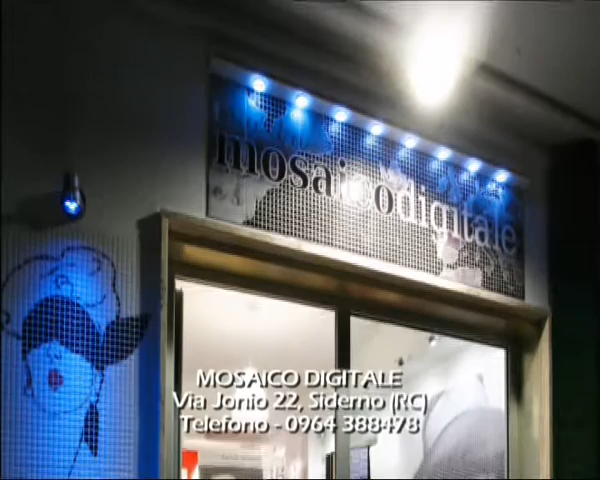 mosaicodigitale
MOSAICO DIGITALE
Via Jonio 22, Siderno (RC)
Telefono - 0964 388478